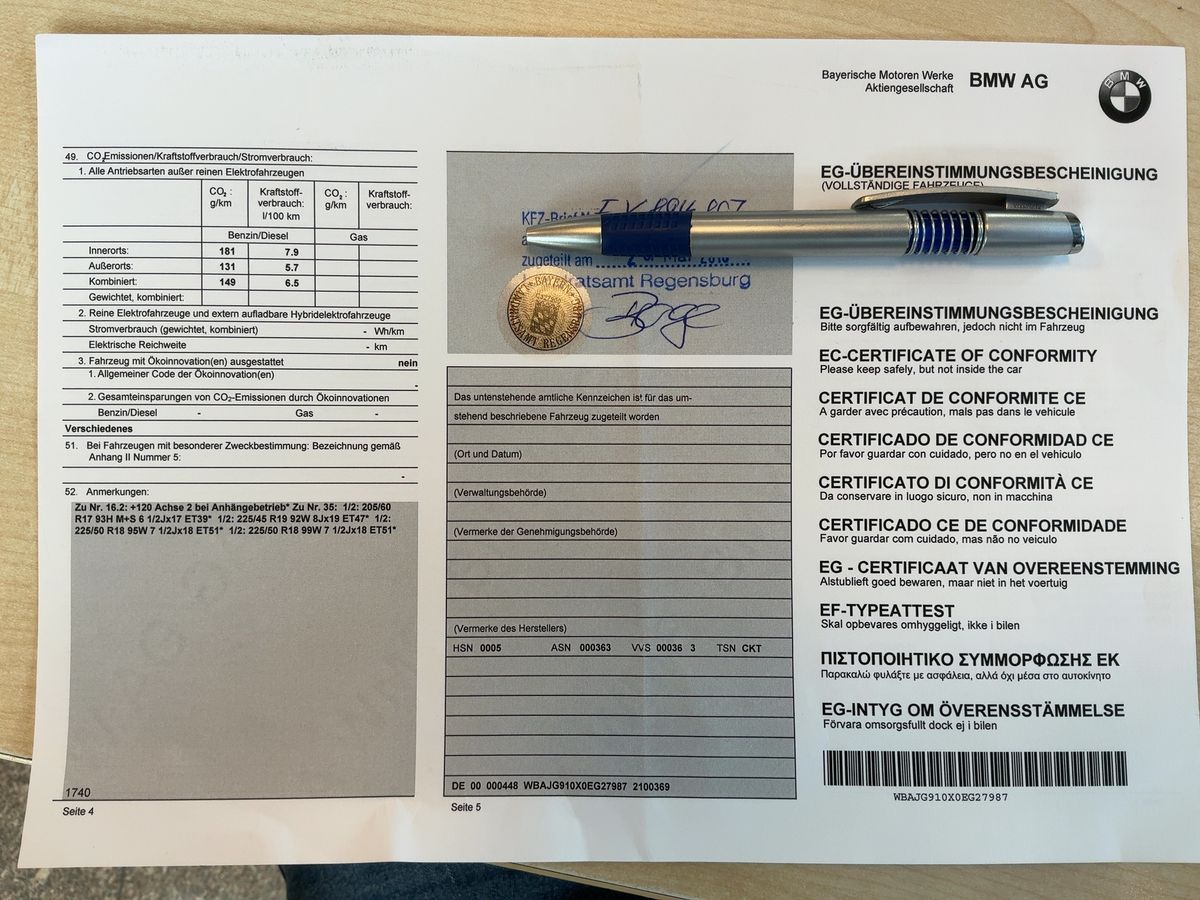 49. CO2Emissionen/Kraftstoffverbrauch/Stromverbrauch:
1. Alle Antriebsarten außer reinen Elektrofahrzeugen
CO2 : g/km Kraftstoff-verbrauch: l/100 km CO2 : g/km Kraftstoff-verbrauch:
Benzin/Diesel Gas
Innerorts: 181 7.9
Außerorts: 131 5.7
Kombiniert: 149 6.5
Gewichtet, kombiniert:
2. Reine Elektrofahrzeuge und extern aufladbare Hybridelektrofahrzeuge
Stromverbrauch (gewichtet, kombiniert) - Wh/km
Elektrische Reichweite - km
3. Fahrzeug mit Ökoinnovation(en) ausgestattet nein
1. Allgemeiner Code der Ökoinnovation(en)
-
2. Gesamteinsparungen von CO2-Emissionen durch Ökoinnovationen
Benzin/Diesel - Gas -
Verschiedenes
51. Bei Fahrzeugen mit besonderer Zweckbestimmung: Bezeichnung gemäß
Anhang II Nummer 5:
-
52. Anmerkungen:
Zu Nr. 16.2: +120 Achse 2 bei Anhängebetrieb* Zu Nr. 35: 1/2: 205/60
R17 93H M+S 6 1/2Jx17 ET39* 1/2: 225/45 R19 92W 8Jx19 ET47* 1/2:
225/50 R18 95W 7 1/2Jx18 ET51* 1/2: 225/50 R18 99W 7 1/2Jx18 ET51*
1740
Seite 4
KFZ-Brief
zugeteilt am
Regensburg
Das untenstehende amtliche Kennzeichen ist für das um-
stehend beschriebene Fahrzeug zugeteilt worden
(Ort und Datum)
(Verwaltungsbehörde)
(Vermerke der Genehmigungsbehörde)
(Vermerke des Herstellers)
HSN 0005 ASN 000363 VVS 00036 3 TSN CKT
DE 00 000448 WBAJG910X0EG27987 2100369
Seite 5
Bayerische Motoren Werke
Aktiengesellschaft
BMW AG
BMW
EG-ÜBEREINSTIMMUNGSBESCHEINIGUNG
(VOLLSTÄNDIGE FAHRZEUGE)
EG-ÜBEREINSTIMMUNGSBESCHEINIGUNG
Bitte sorgfältig aufbewahren, jedoch nicht im Fahrzeug
EC-CERTIFICATE OF CONFORMITY
Please keep safely, but not inside the car
CERTIFICAT DE CONFORMITE CE
A garder avec précaution, mals pas dans le vehicule
CERTIFICADO DE CONFORMIDAD CE
Por favor guardar con cuidado, pero no en el vehiculo
CERTIFICATO DI CONFORMITÀ CE
Da conservare in luogo sicuro, non in macchina
CERTIFICADO CE DE CONFORMIDADE
Favor guardar com cuidado, mas não no veiculo
EG - CERTIFICAAT VAN OVEREENSTEMMING
Alstublieft goed bewaren, maar niet in het voertuig
EF-TYPEATTEST
Skal opbevares omhyggeligt, ikke i bilen
ΠΙΣΤΟΠΟΙΗΤΙΚΟ ΣΥΜΜΟΡΦΩΣΗΣ ΕΚ
Παρακαλώ φυλάξτε με ασφάλεια, αλλά όχι μέσα στο αυτοκίνητο
EG-INTYG OM ÖVERENSSTÄMMELSE
Förvara omsorgsfullt dock ej i bilen
WBAJG910X0EG27987